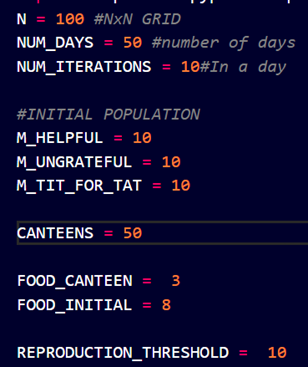 N = 100 #NxN GRID
NUM_DAYS = 50 #number of days
NUM_ITERATIONS = 10#In a day
#INITIAL POPULATION
M_HELPFUL = 10
M_UNGRATEFUL = 10
M_TIT_FOR_TAT = 10
CANTEENS = 50
FOOD_CANTEEN =  3
FOOD_INITIAL = 8
REPRODUCTION_THRESHOLD =  10